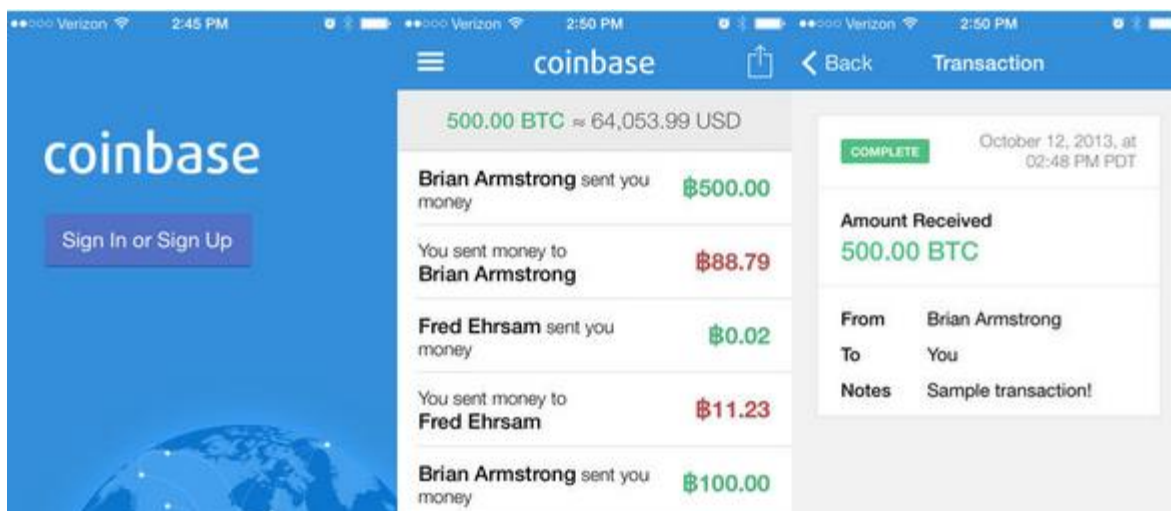 Verizon 2:45 PM
coinbase
Sign In or Sign Up
Verizon 2:50 PM
coinbase
500.00 BTC ≈ 64,053.99 USD
Brian Armstrong sent you
money
฿500.00
You sent money to
Brian Armstrong
฿88.79
Fred Ehrsam sent you
money
฿0.02
You sent money to
Fred Ehrsam
฿11.23
Brian Armstrong sent you
money
฿100.00
Verizon 2:50 PM
Back Transaction
COMPLETE
October 12, 2013, at
02:48 PM PDT
Amount Received
500.00 BTC
From Brian Armstrong
To You
Notes Sample transaction!